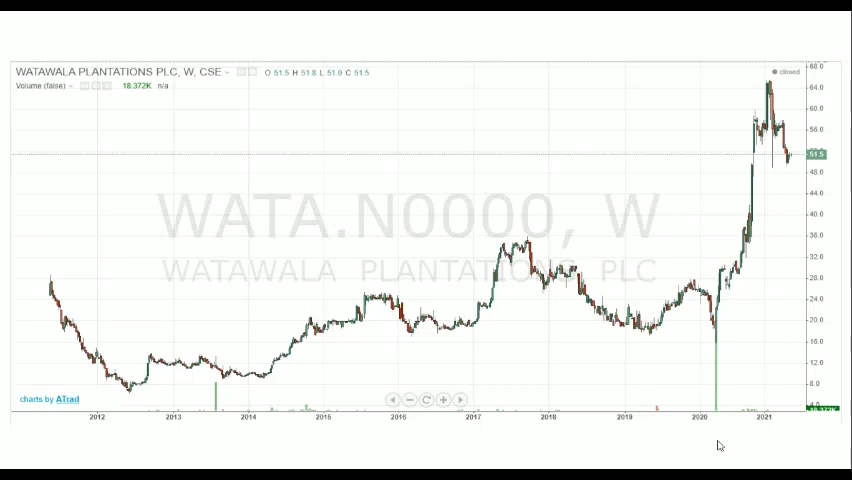 WATAWALA PLANTATIONS PLC, W, CSE O 51.5 H 51.8 L 51.0 C 51.5
closed
Volume (false) 18.372K n/a
68.0
64.0
60.0
56.0
51.5
48.0
44.0
40.0
36.0
32.0
28.0
24.0
20.0
16.0
12.0
8.0
4.0
18.372K
WATA.N0000, W
WATAWALA PLANTATIONS PLC
charts by ATrad
2012 2013 2014 2015 2016 2017 2018 2019 2020 2021